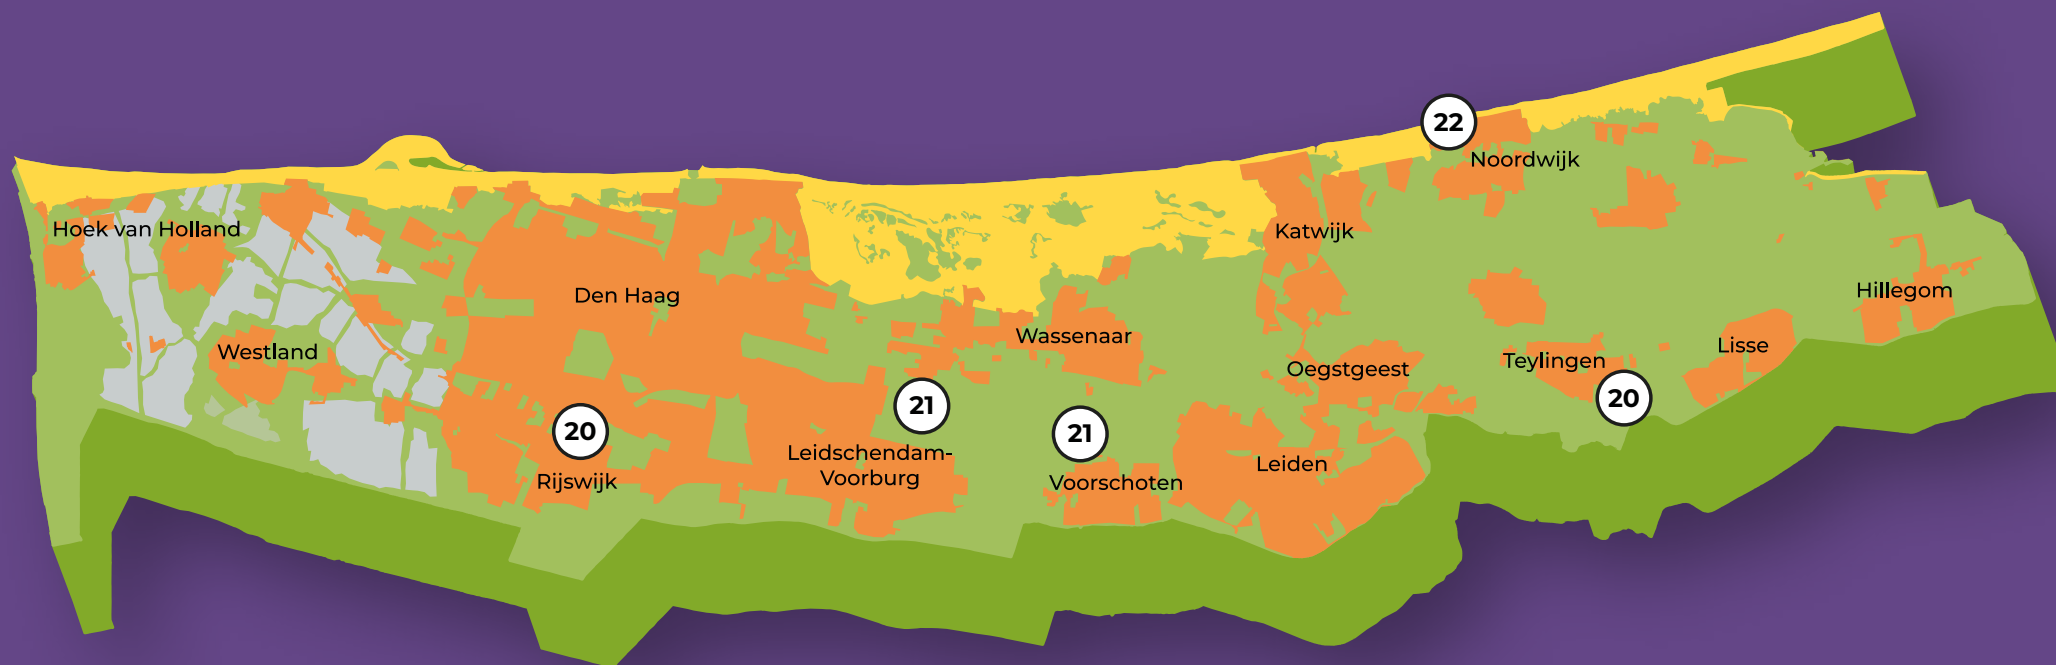 22
Noordwijk
Hoek van Holland
Katwijk
Den Haag
Hillegom
Wassenaar
Lisse
Westland
Teylingen
Oegstgeest
20
21
20
21
Leidschendam-
Voorburg
Leiden
Rijswijk
Voorschoten